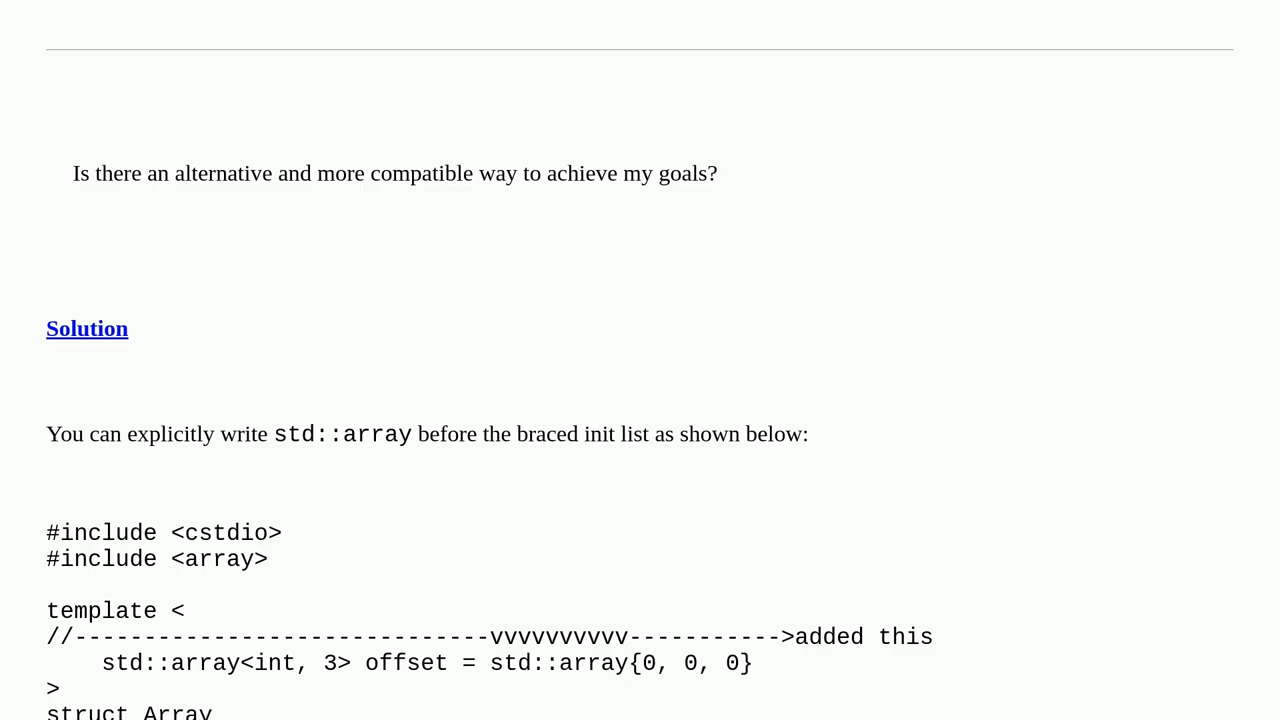 Is there an alternative and more compatible way to achieve my goals?
Solution
You can explicitly write std::array before the braced init list as shown below:
#include <cstdio>
#include <array>
template <
//------------------------------vvvvvvvvvv----------->added this
    std::array<int, 3> offset = std::array{0, 0, 0}
>
struct Array